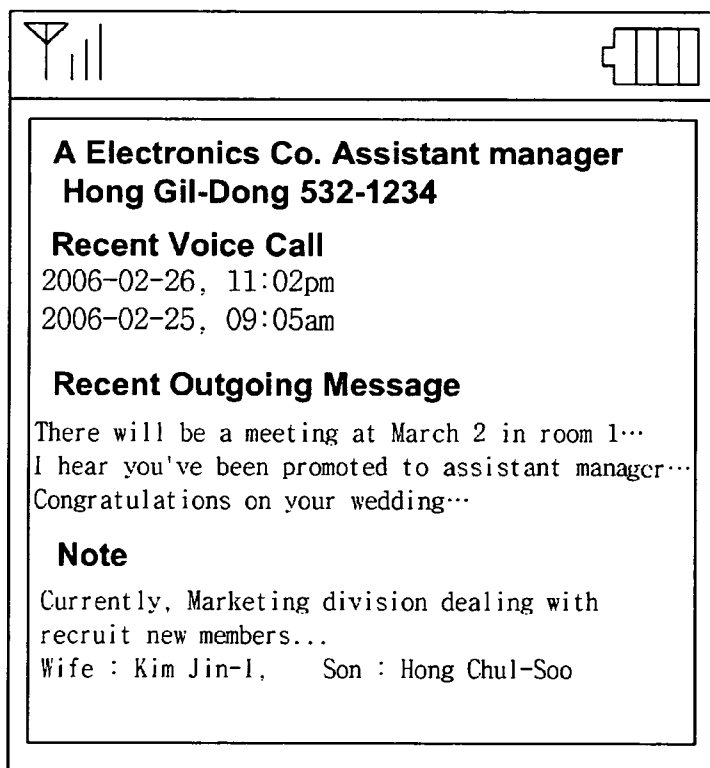 A Electronics Co. Assistant manager
Hong Gil-Dong 532-1234
Recent Voice Call
2006-02-26, 11:02pm
2006-02-25, 09:05am
Recent Outgoing Message
There will be a meeting at March 2 in room 1…
I hear you've been promoted to assistant manager…
Congratulations on your wedding…
Note
Currently, Marketing division dealing with
recruit new members...
Wife : Kim Jin-I, Son : Hong Chul-Soo